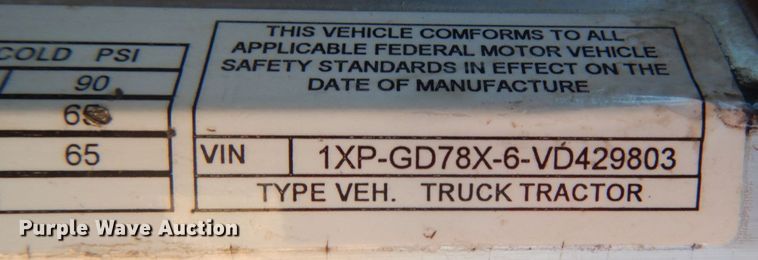 COLD PSI
90
65
65
THIS VEHICLE COMFORMS TO ALL
APPLICABLE FEDERAL MOTOR VEHICLE
SAFETY STANDARDS IN EFFECT ON THE
DATE OF MANUFACTURE
VIN 1XP-GD78X-6-VD429803
TYPE VEH. TRUCK TRACTOR
Purple Wave Auction